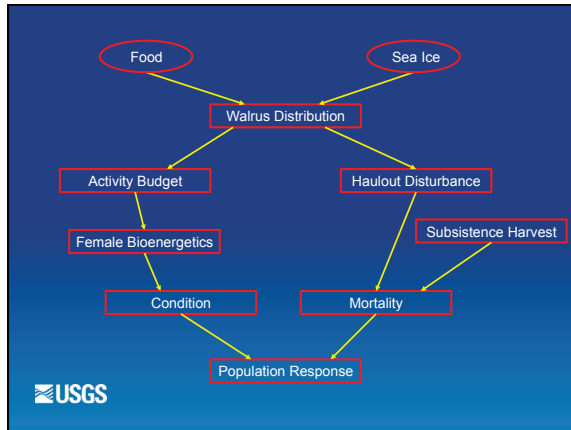 Food
Sea Ice
Walrus Distribution
Activity Budget
Haulout Disturbance
Subsistence Harvest
Female Bioenergetics
Condition
Mortality
Population Response
USGS